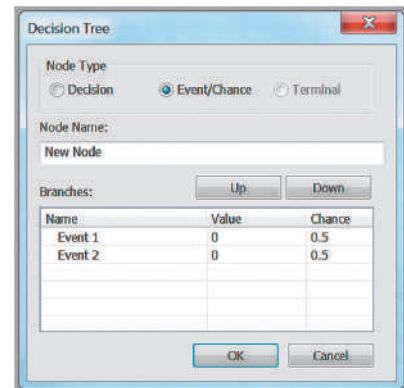 Decision Tree
Node Type
Decision Event/Chance Terminal
Node Name:
New Node
Branches: Up Down
Name Value Chance
Event 1 0 0.5
Event 2 0 0.5
OK Cancel